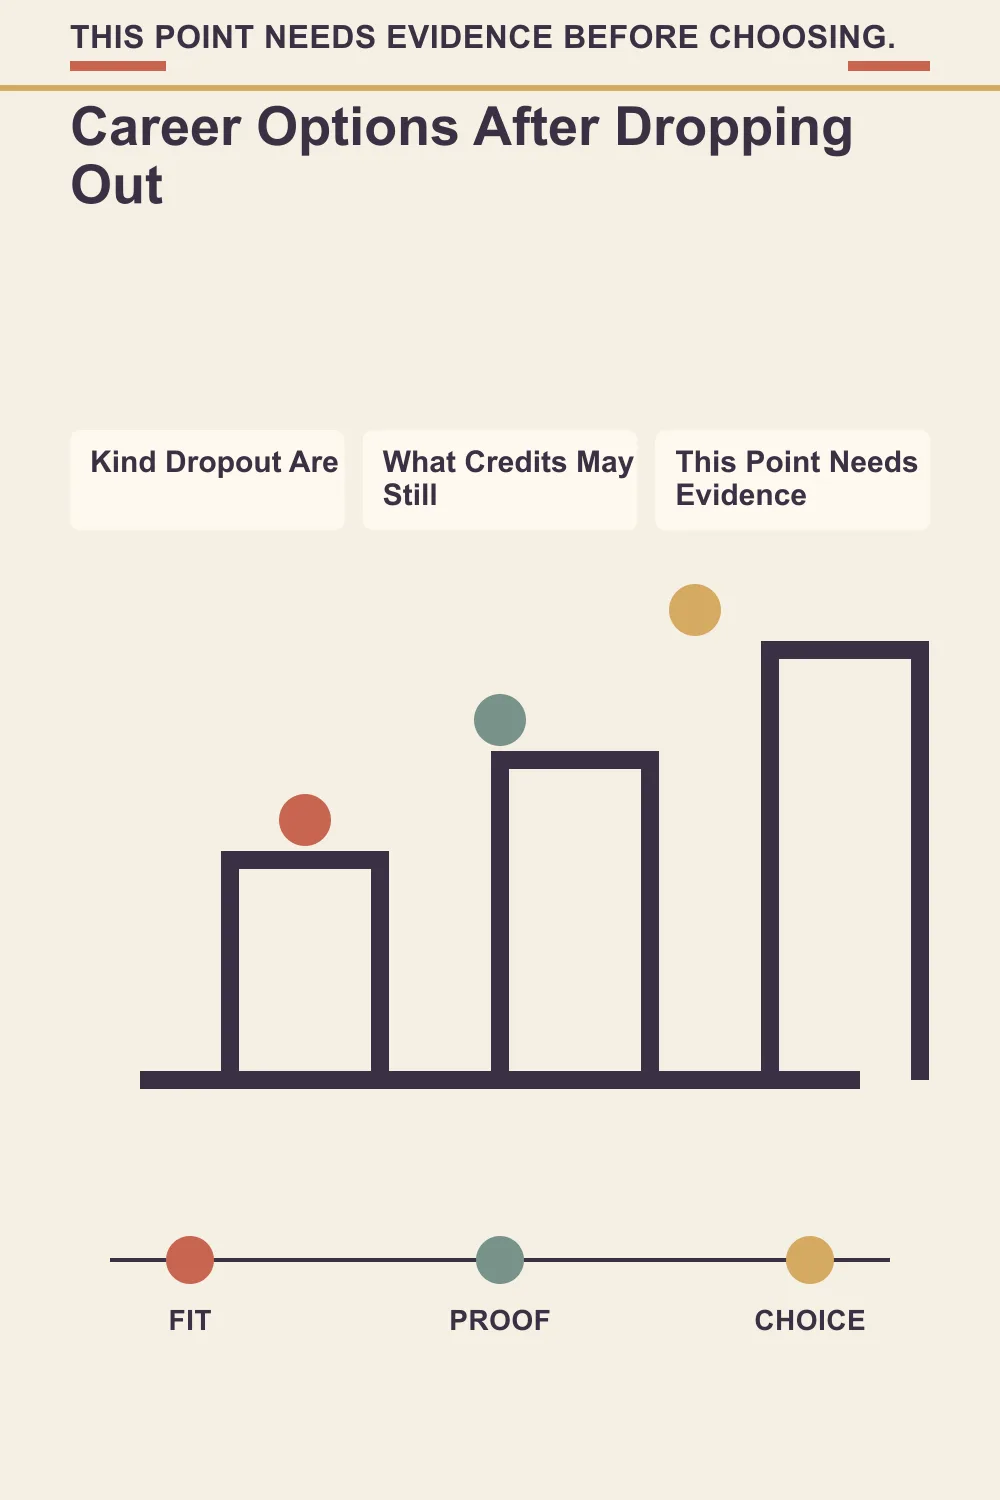 THIS POINT NEEDS EVIDENCE BEFORE CHOOSING.
Career Options After Dropping
Out
Kind Dropout Are
What Credits May
Still
This Point Needs
Evidence
FIT
PROOF
CHOICE